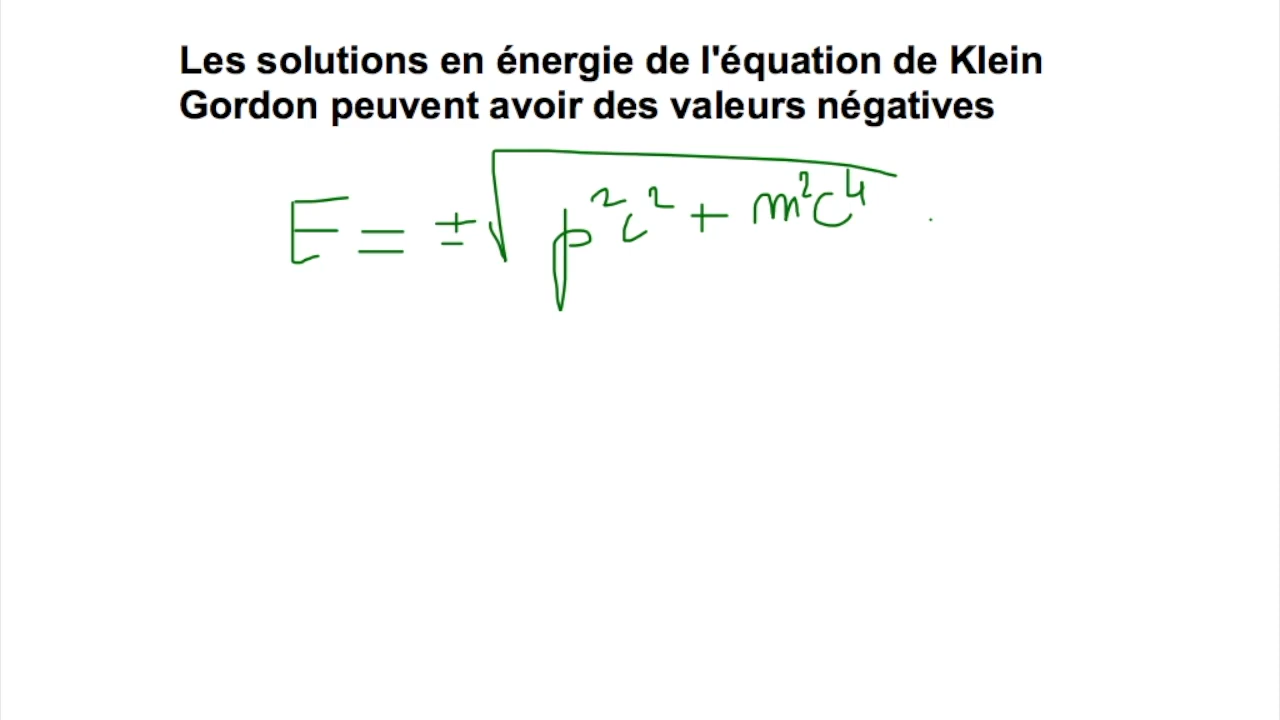 Les solutions en énergie de l'équation de Klein
Gordon peuvent avoir des valeurs négatives
E = ±√(p²c² + m²c⁴)